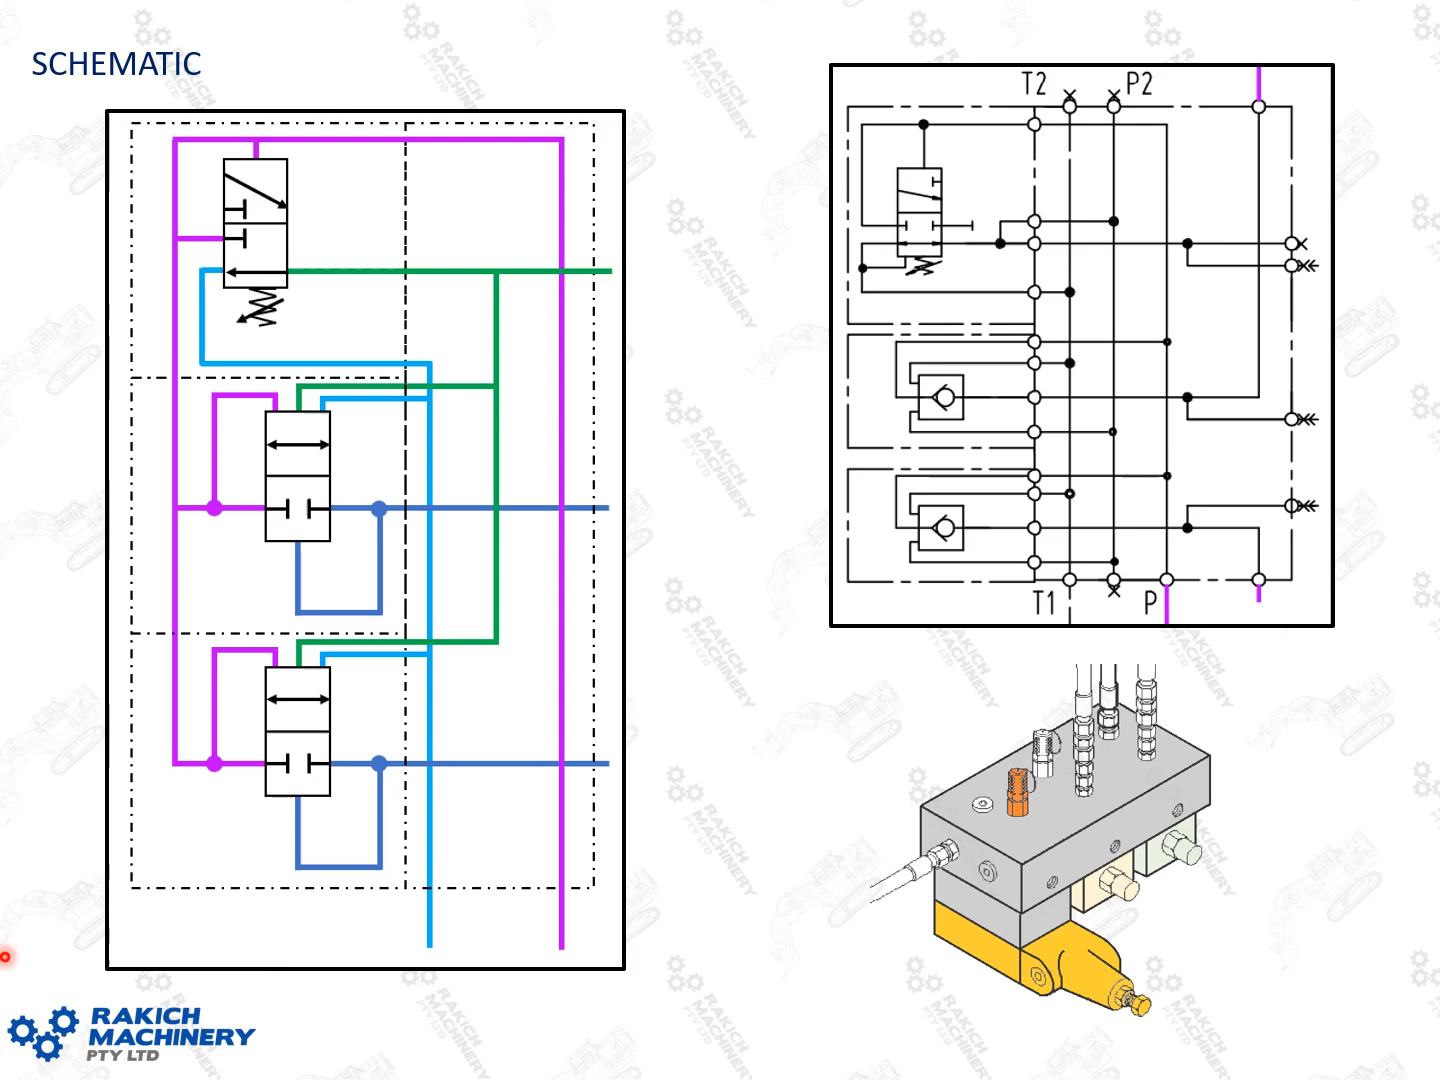 SCHEMATIC
T2
P2
T1
P
RAKICH
MACHINERY
PTY LTD